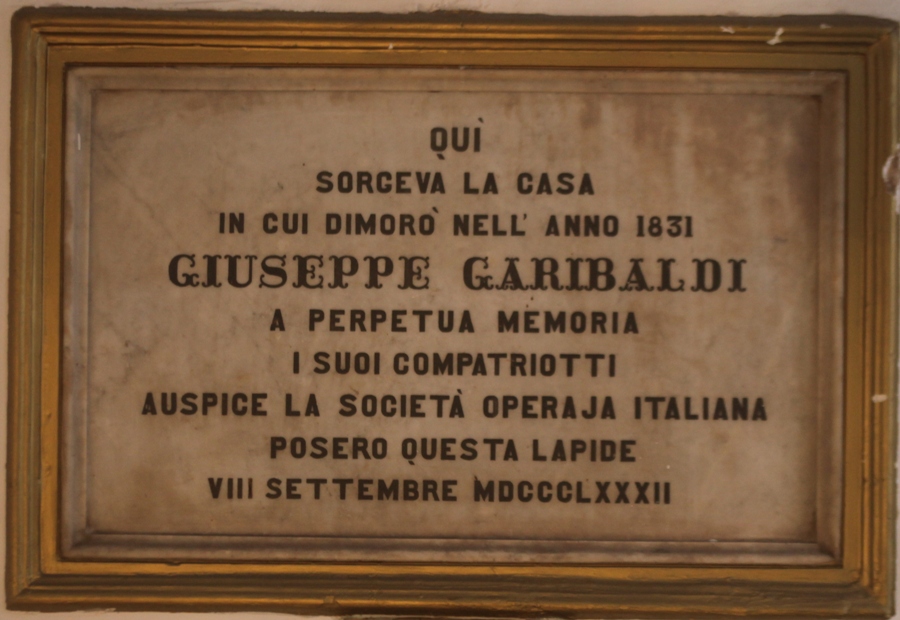 QUÌ
SORGEVA LA CASA
IN CUI DIMORÒ NELL' ANNO 1831
GIUSEPPE GARIBALDI
A PERPETUA MEMORIA
I SUOI COMPATRIOTTI
AUSPICE LA SOCIETÀ OPERAJA ITALIANA
POSERO QUESTA LAPIDE
VIII SETTEMBRE MDCCCLXXXII